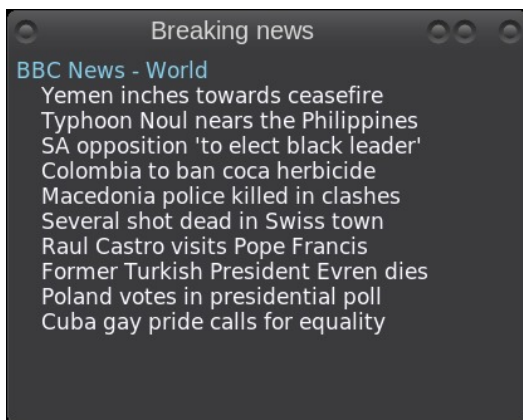 Breaking news
BBC News - World
Yemen inches towards ceasefire
Typhoon Noul nears the Philippines
SA opposition 'to elect black leader'
Colombia to ban coca herbicide
Macedonia police killed in clashes
Several shot dead in Swiss town
Raul Castro visits Pope Francis
Former Turkish President Evren dies
Poland votes in presidential poll
Cuba gay pride calls for equality